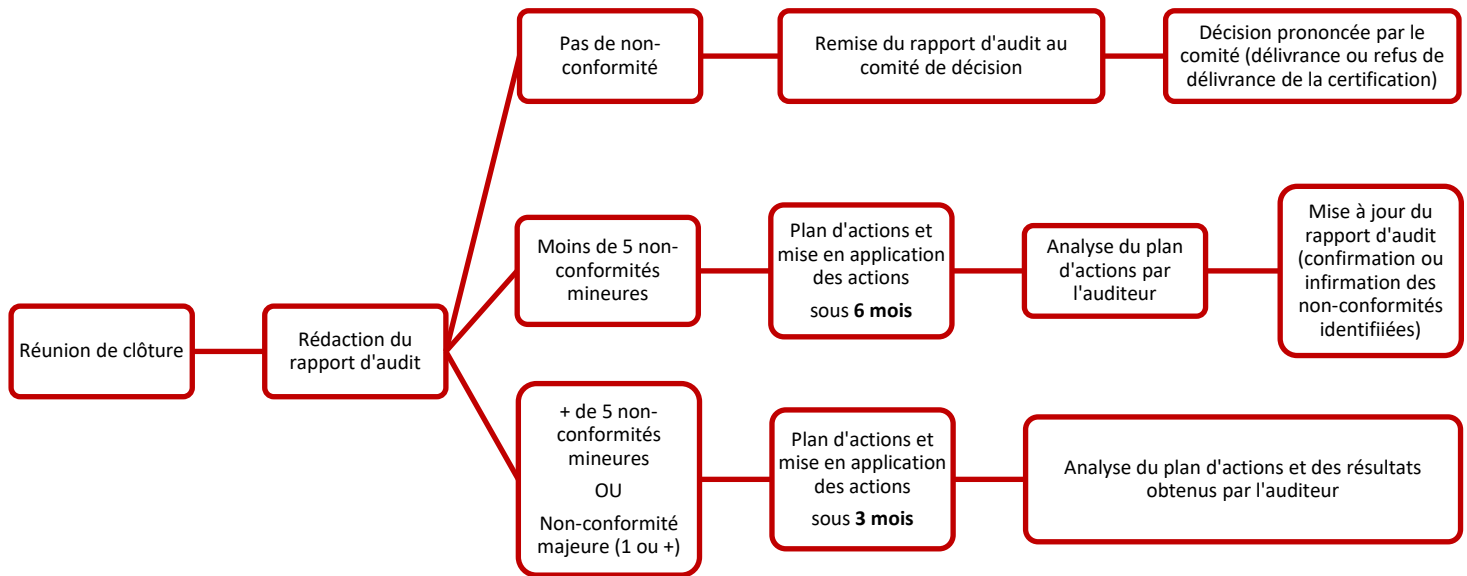 Réunion de clôture
Rédaction du
rapport d'audit
Pas de non-
conformité
Remise du rapport d'audit au
comité de décision
Décision prononcée par le
comité (délivrance ou refus de
délivrance de la certification)
Moins de 5 non-
conformités
mineures
Plan d'actions et
mise en application
des actions
sous 6 mois
Analyse du plan
d'actions par
l'auditeur
Mise à jour du
rapport d'audit
(confirmation ou
infirmation des
non-conformités
identifiiées)
+ de 5 non-
conformités
mineures
OU
Non-conformité
majeure (1 ou +)
Plan d'actions et
mise en application
des actions
sous 3 mois
Analyse du plan d'actions et des résultats
obtenus par l'auditeur